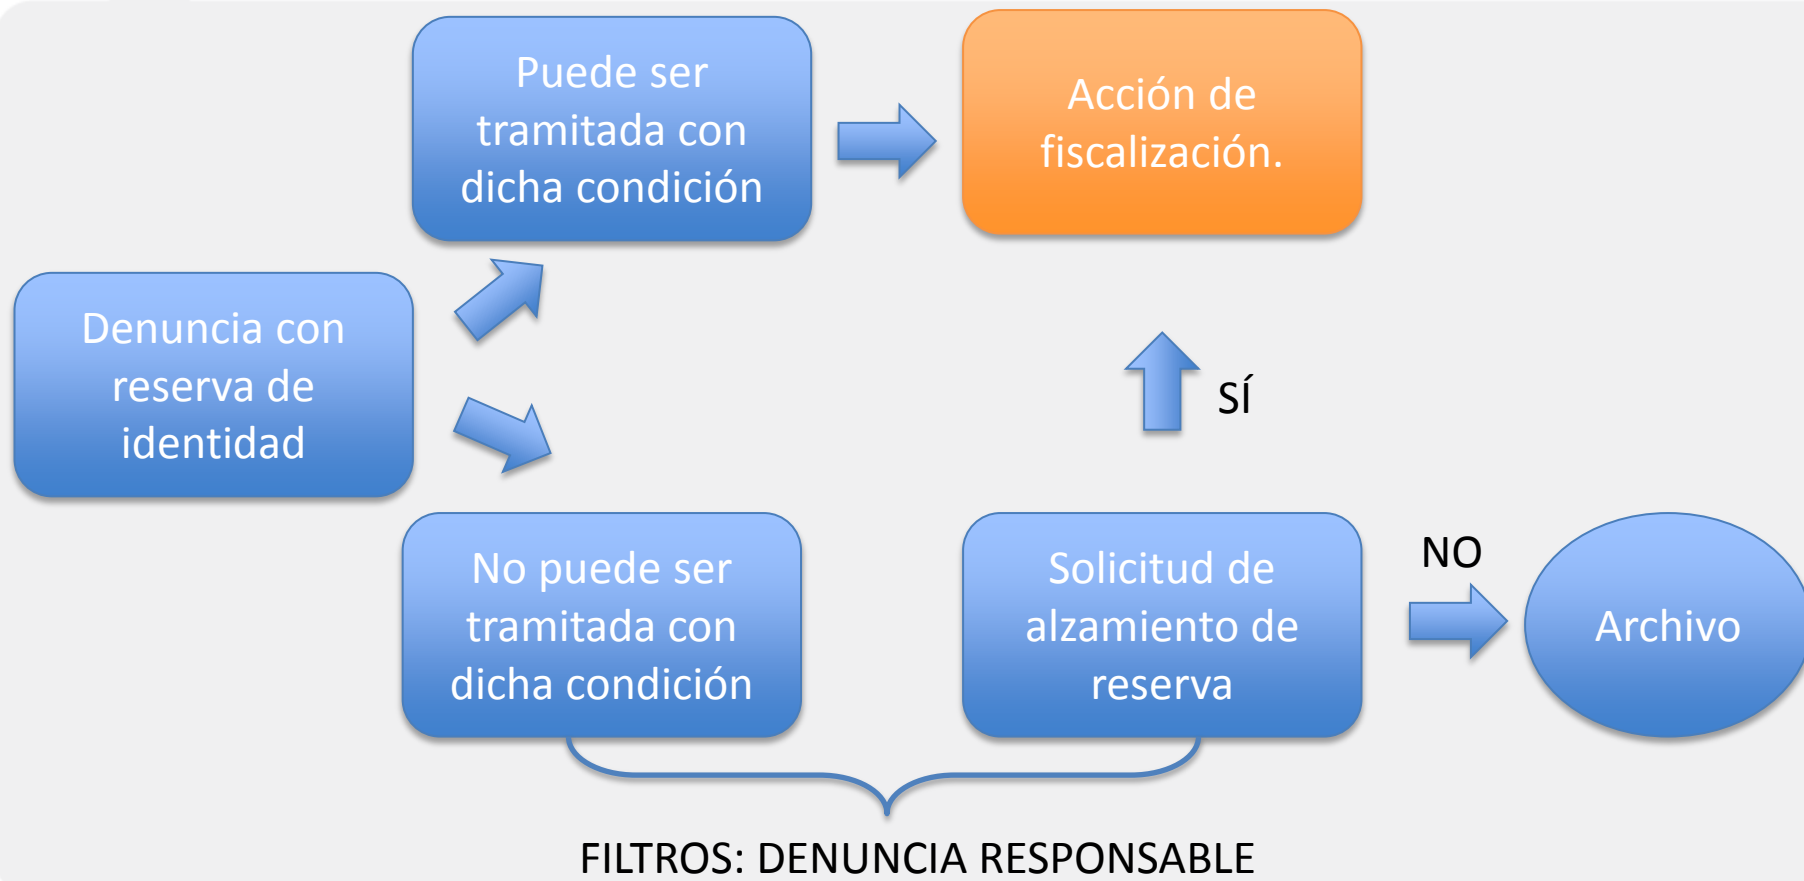 Puede ser
tramitada con
dicha condición
Acción de
fiscalización.
Denuncia con
reserva de
identidad
SÍ
No puede ser
tramitada con
dicha condición
Solicitud de
alzamiento de
reserva
NO
Archivo
FILTROS: DENUNCIA RESPONSABLE